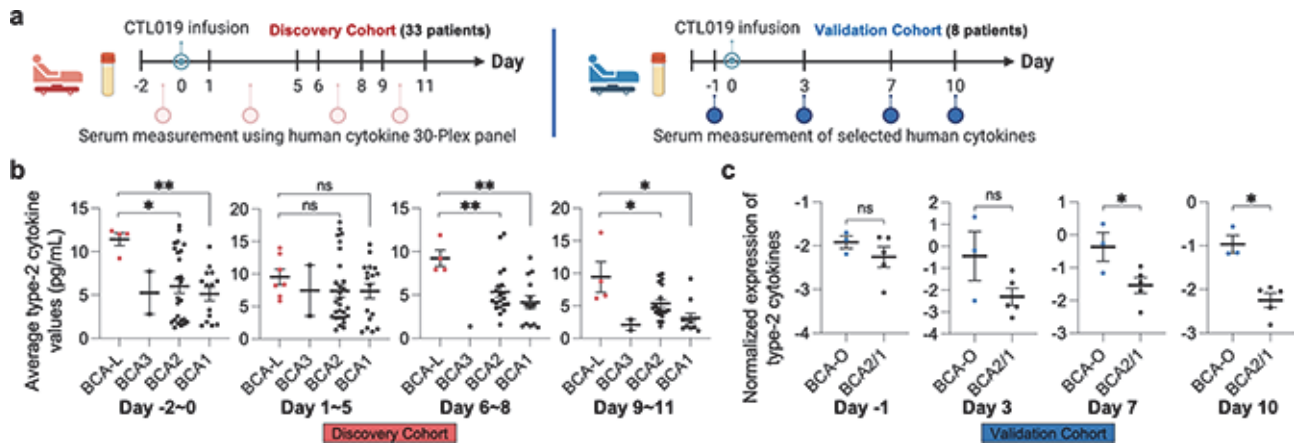 a
CTL019 infusion Discovery Cohort (33 patients)
Day
-2 0 1 5 6 8 9 11
Serum measurement using human cytokine 30-Plex panel
CTL019 infusion Validation Cohort (8 patients)
Day
-1 0 3 7 10
Serum measurement of selected human cytokines
b
Average type-2 cytokine
values (pg/mL)
15
10
5
0
** 
*
BCA-L BCA3 BCA2 BCA1
Day -2~0
20
15
10
5
0
ns
ns
BCA-L BCA3 BCA2 BCA1
Day 1~5
15
10
5
0
**
**
BCA-L BCA3 BCA2 BCA1
Day 6~8
20
15
10
5
0
*
*
BCA-L BCA3 BCA2 BCA1
Day 9~11
Discovery Cohort
c
Normalized expression of
type-2 cytokines
0
-1
-2
-3
-4
ns
BCA-O BCA2/1
Day -1
2
1
0
-1
-2
-3
-4
ns
BCA-O BCA2/1
Day 3
1
0
-1
-2
-3
*
BCA-O BCA2/1
Day 7
0
-1
-2
-3
*
BCA-O BCA2/1
Day 10
Validation Cohort